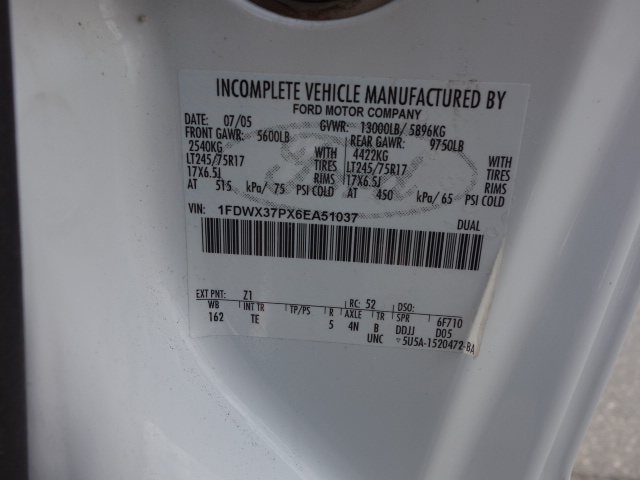 INCOMPLETE VEHICLE MANUFACTURED BY
FORD MOTOR COMPANY
DATE: 07/05 GVWR: 13000LB/ 5896KG
FRONT GAWR: 5600LB REAR GAWR: 9750LB
2540KG WITH 4422KG WITH
LT245/75R17 TIRES LT245/75R17 TIRES
17X6.5J RIMS 17X6.5J RIMS
AT 515 kPa/ 75 PSI COLD AT 450 kPa/ 65 PSI COLD
VIN: 1FDWX37PX6EA51037 DUAL
EXT PNT: Z1 RC: 52 DSO:
WB INT TR TP/PS R AXLE TR SPR 6F710
162 TE 5 4N B DDJJ D05
UNC 5U5A-1520472-BA